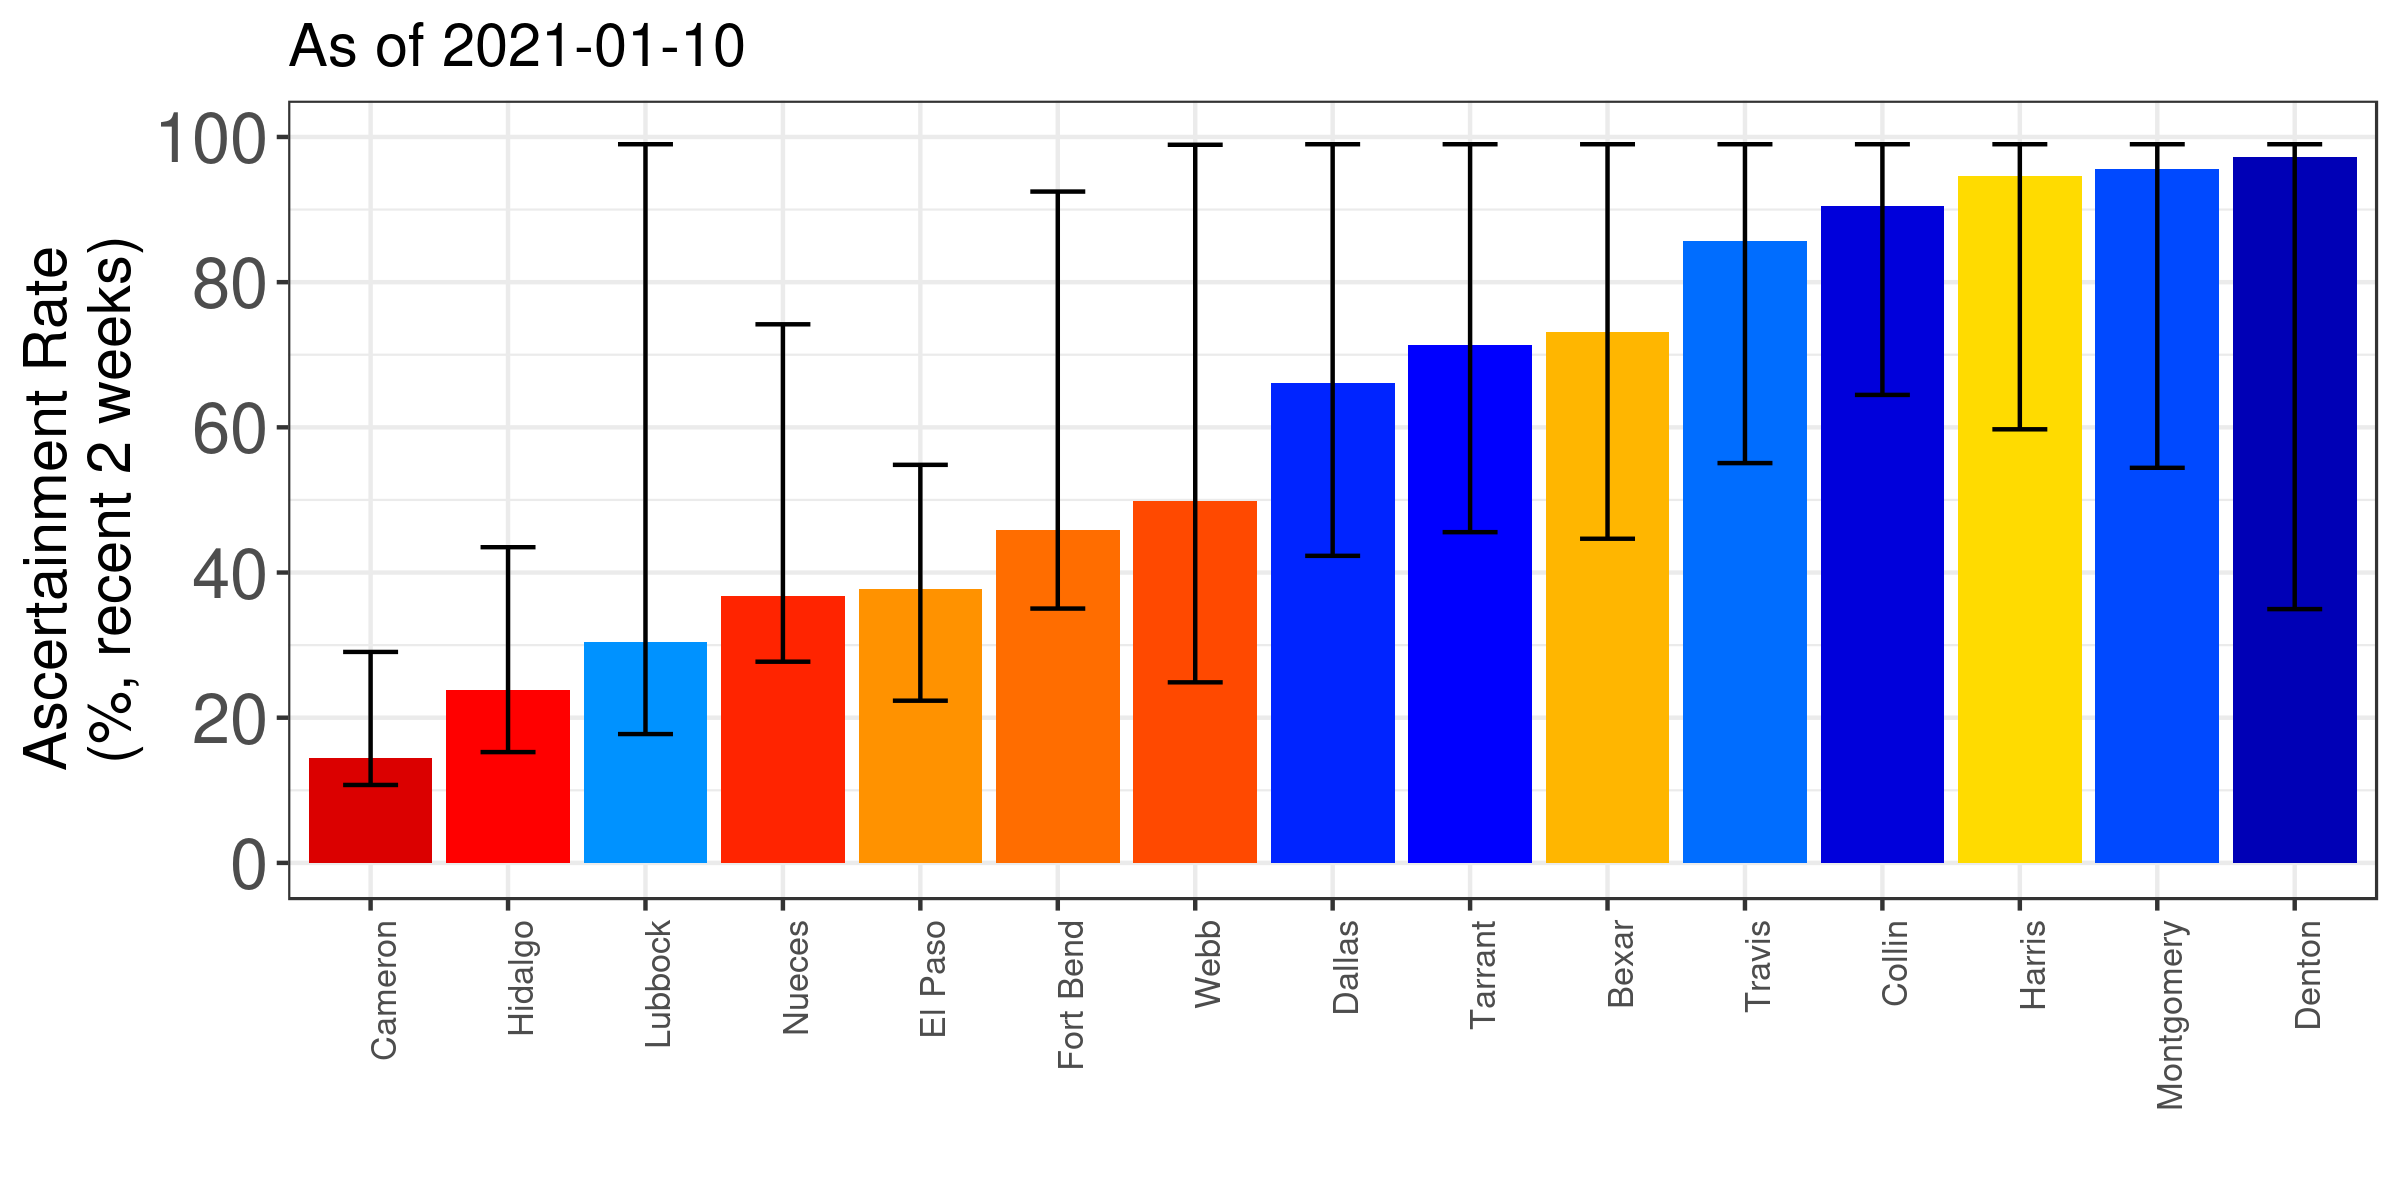 As of 2021-01-10
Ascertainment Rate
(%, recent 2 weeks)
100
80
60
40
20
0
Cameron
Hidalgo
Lubbock
Nueces
El Paso
Fort Bend
Webb
Dallas
Tarrant
Bexar
Travis
Collin
Harris
Montgomery
Denton